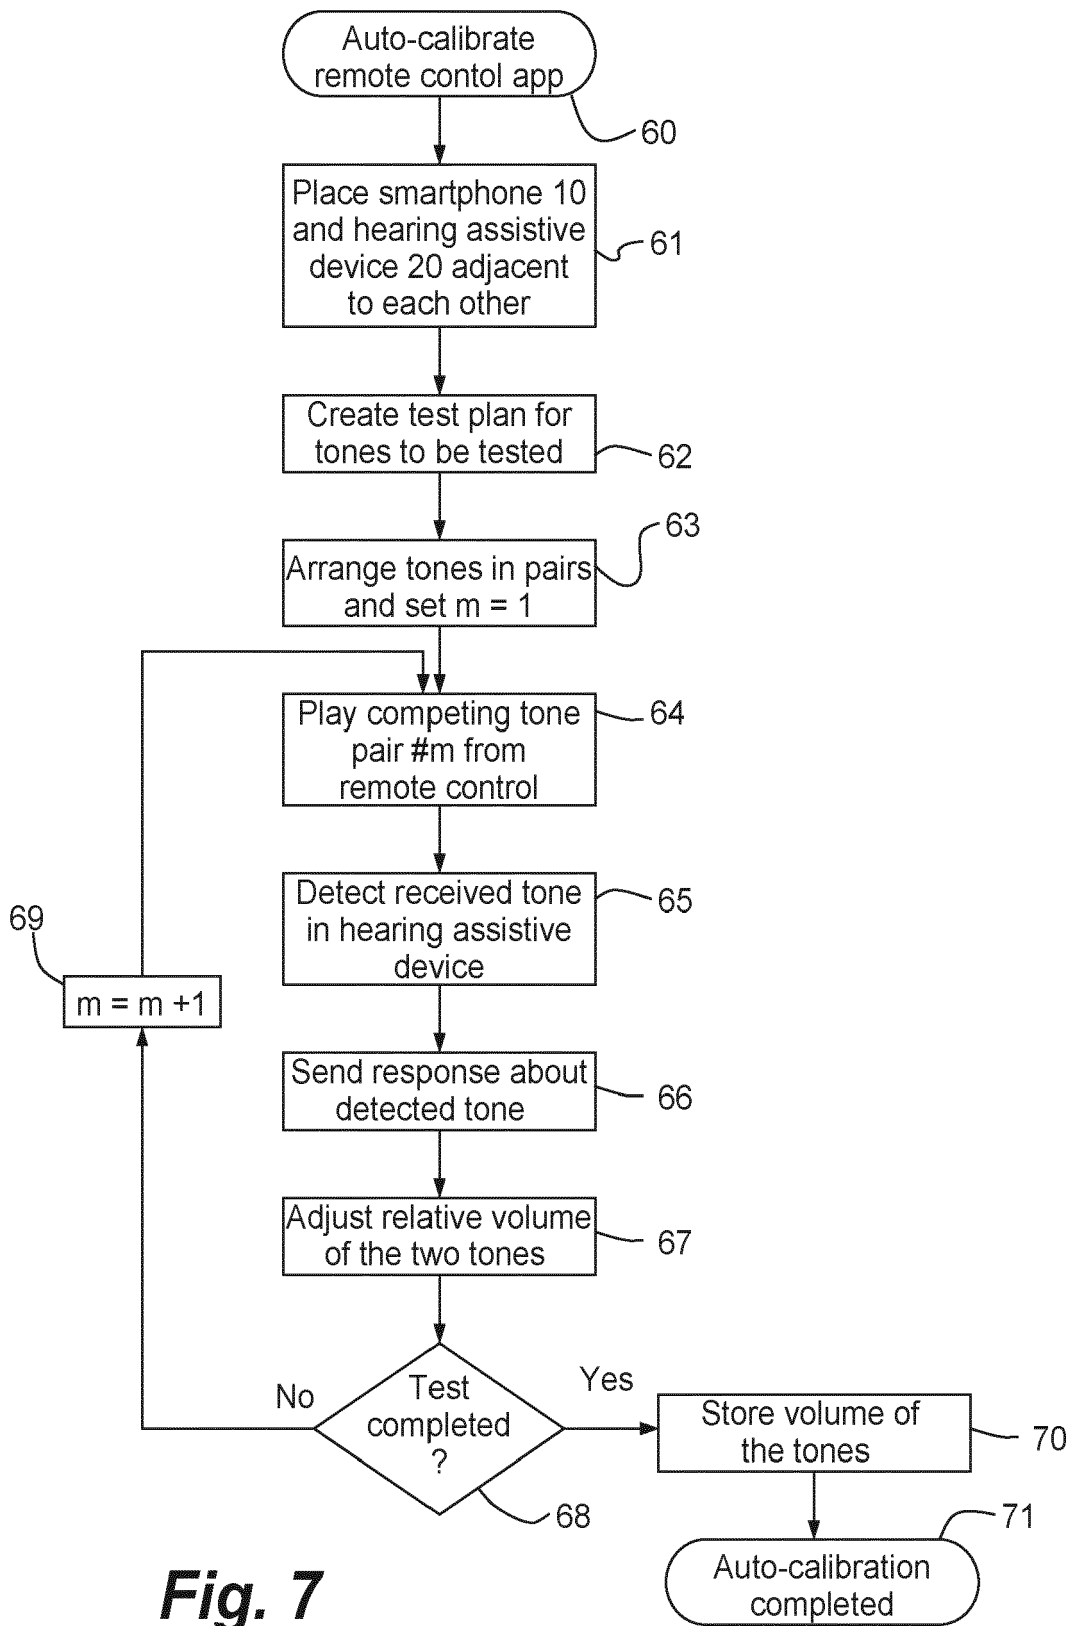 Auto-calibrate
remote contol app
60
Place smartphone 10
and hearing assistive
device 20 adjacent
to each other
61
Create test plan for
tones to be tested
62
63
Arrange tones in pairs
and set m = 1
Play competing tone
pair #m from
remote control
64
Detect received tone
in hearing assistive
device
65
69
m = m +1
Send response about
detected tone
66
Adjust relative volume
of the two tones
67
Test
completed
?
No
Yes
68
Store volume of
the tones
70
71
Auto-calibration
completed
Fig. 7